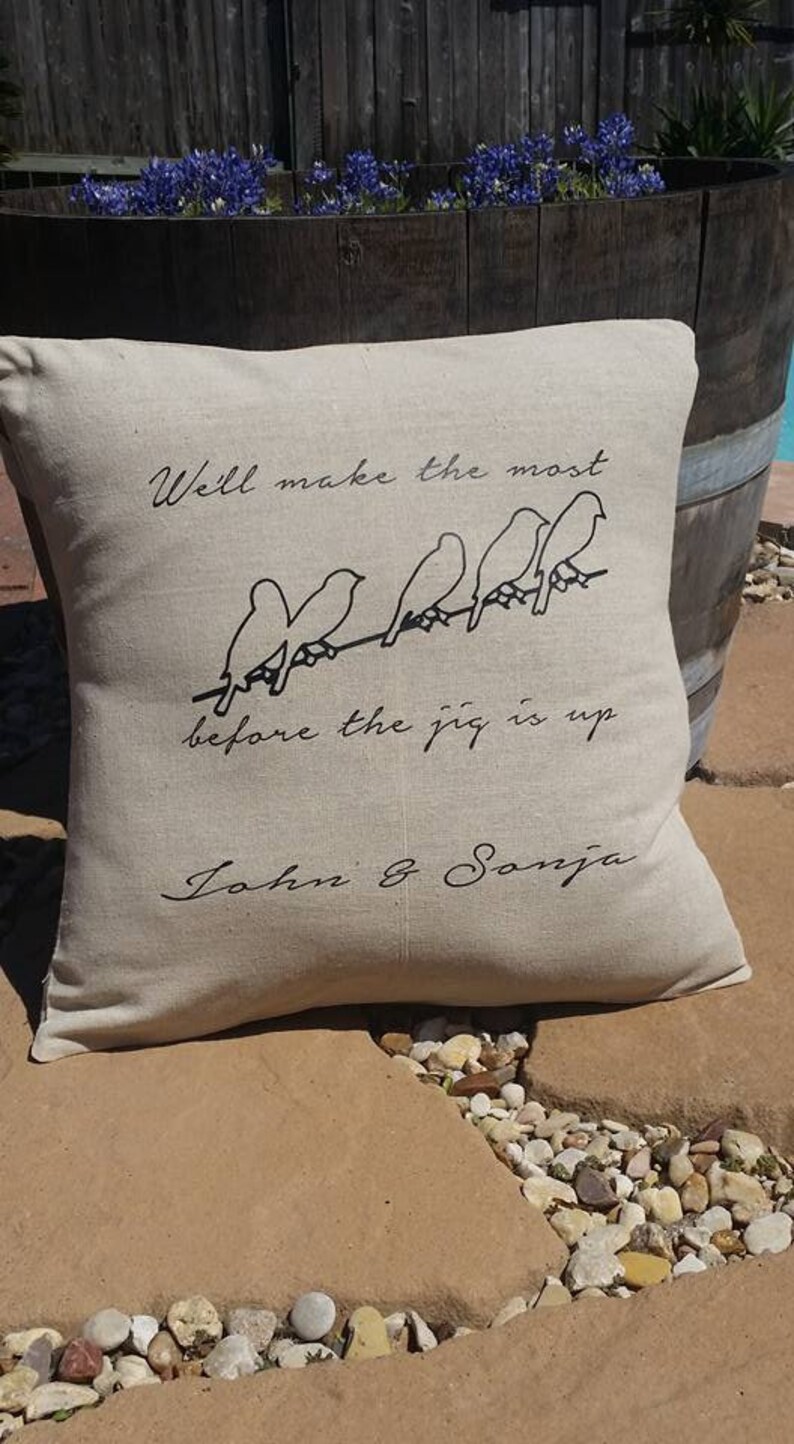 We'll make the most
before the jig is up
John & Sonja